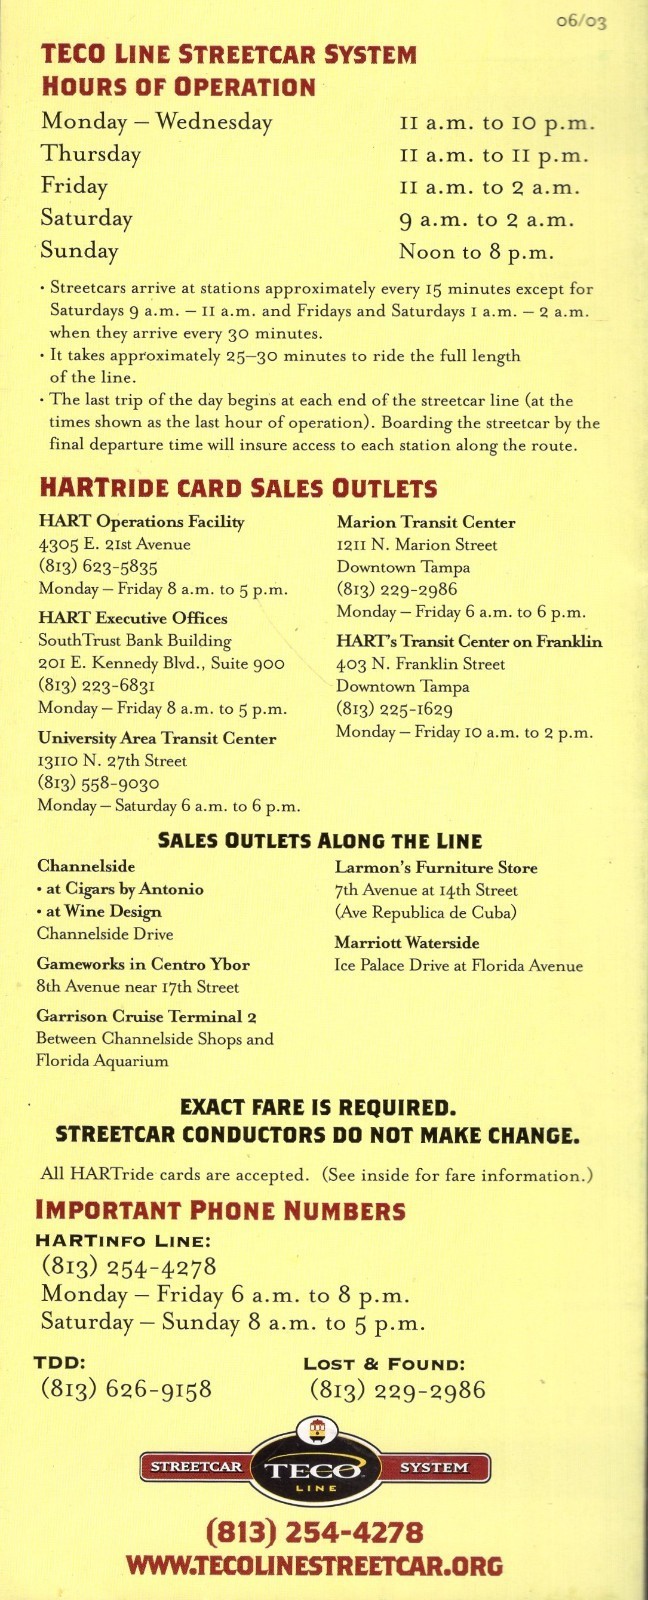 06/03
TECO LINE STREETCAR SYSTEM
HOURS OF OPERATION
Monday – Wednesday 11 a.m. to 10 p.m.
Thursday 11 a.m. to 11 p.m.
Friday 11 a.m. to 2 a.m.
Saturday 9 a.m. to 2 a.m.
Sunday Noon to 8 p.m.
• Streetcars arrive at stations approximately every 15 minutes except for
Saturdays 9 a.m. – 11 a.m. and Fridays and Saturdays 1 a.m. – 2 a.m.
when they arrive every 30 minutes.
• It takes approximately 25–30 minutes to ride the full length
of the line.
• The last trip of the day begins at each end of the streetcar line (at the
times shown as the last hour of operation). Boarding the streetcar by the
final departure time will insure access to each station along the route.
HARTRIDE CARD SALES OUTLETS
HART Operations Facility
4305 E. 21st Avenue
(813) 623-5835
Monday – Friday 8 a.m. to 5 p.m.
HART Executive Offices
SouthTrust Bank Building
201 E. Kennedy Blvd., Suite 900
(813) 223-6831
Monday – Friday 8 a.m. to 5 p.m.
University Area Transit Center
13110 N. 27th Street
(813) 558-9030
Monday – Saturday 6 a.m. to 6 p.m.
Marion Transit Center
1211 N. Marion Street
Downtown Tampa
(813) 229-2986
Monday – Friday 6 a.m. to 6 p.m.
HART's Transit Center on Franklin
403 N. Franklin Street
Downtown Tampa
(813) 225-1629
Monday – Friday 10 a.m. to 2 p.m.
SALES OUTLETS ALONG THE LINE
Channelside
• at Cigars by Antonio
• at Wine Design
Channelside Drive
Gameworks in Centro Ybor
8th Avenue near 17th Street
Garrison Cruise Terminal 2
Between Channelside Shops and
Florida Aquarium
Larmon's Furniture Store
7th Avenue at 14th Street
(Ave Republica de Cuba)
Marriott Waterside
Ice Palace Drive at Florida Avenue
EXACT FARE IS REQUIRED.
STREETCAR CONDUCTORS DO NOT MAKE CHANGE.
All HARTride cards are accepted. (See inside for fare information.)
IMPORTANT PHONE NUMBERS
HARTINFO LINE:
(813) 254-4278
Monday – Friday 6 a.m. to 8 p.m.
Saturday – Sunday 8 a.m. to 5 p.m.
TDD:
(813) 626-9158
LOST & FOUND:
(813) 229-2986
STREETCAR TECO SYSTEM
LINE
(813) 254-4278
WWW.TECOLINESTREETCAR.ORG